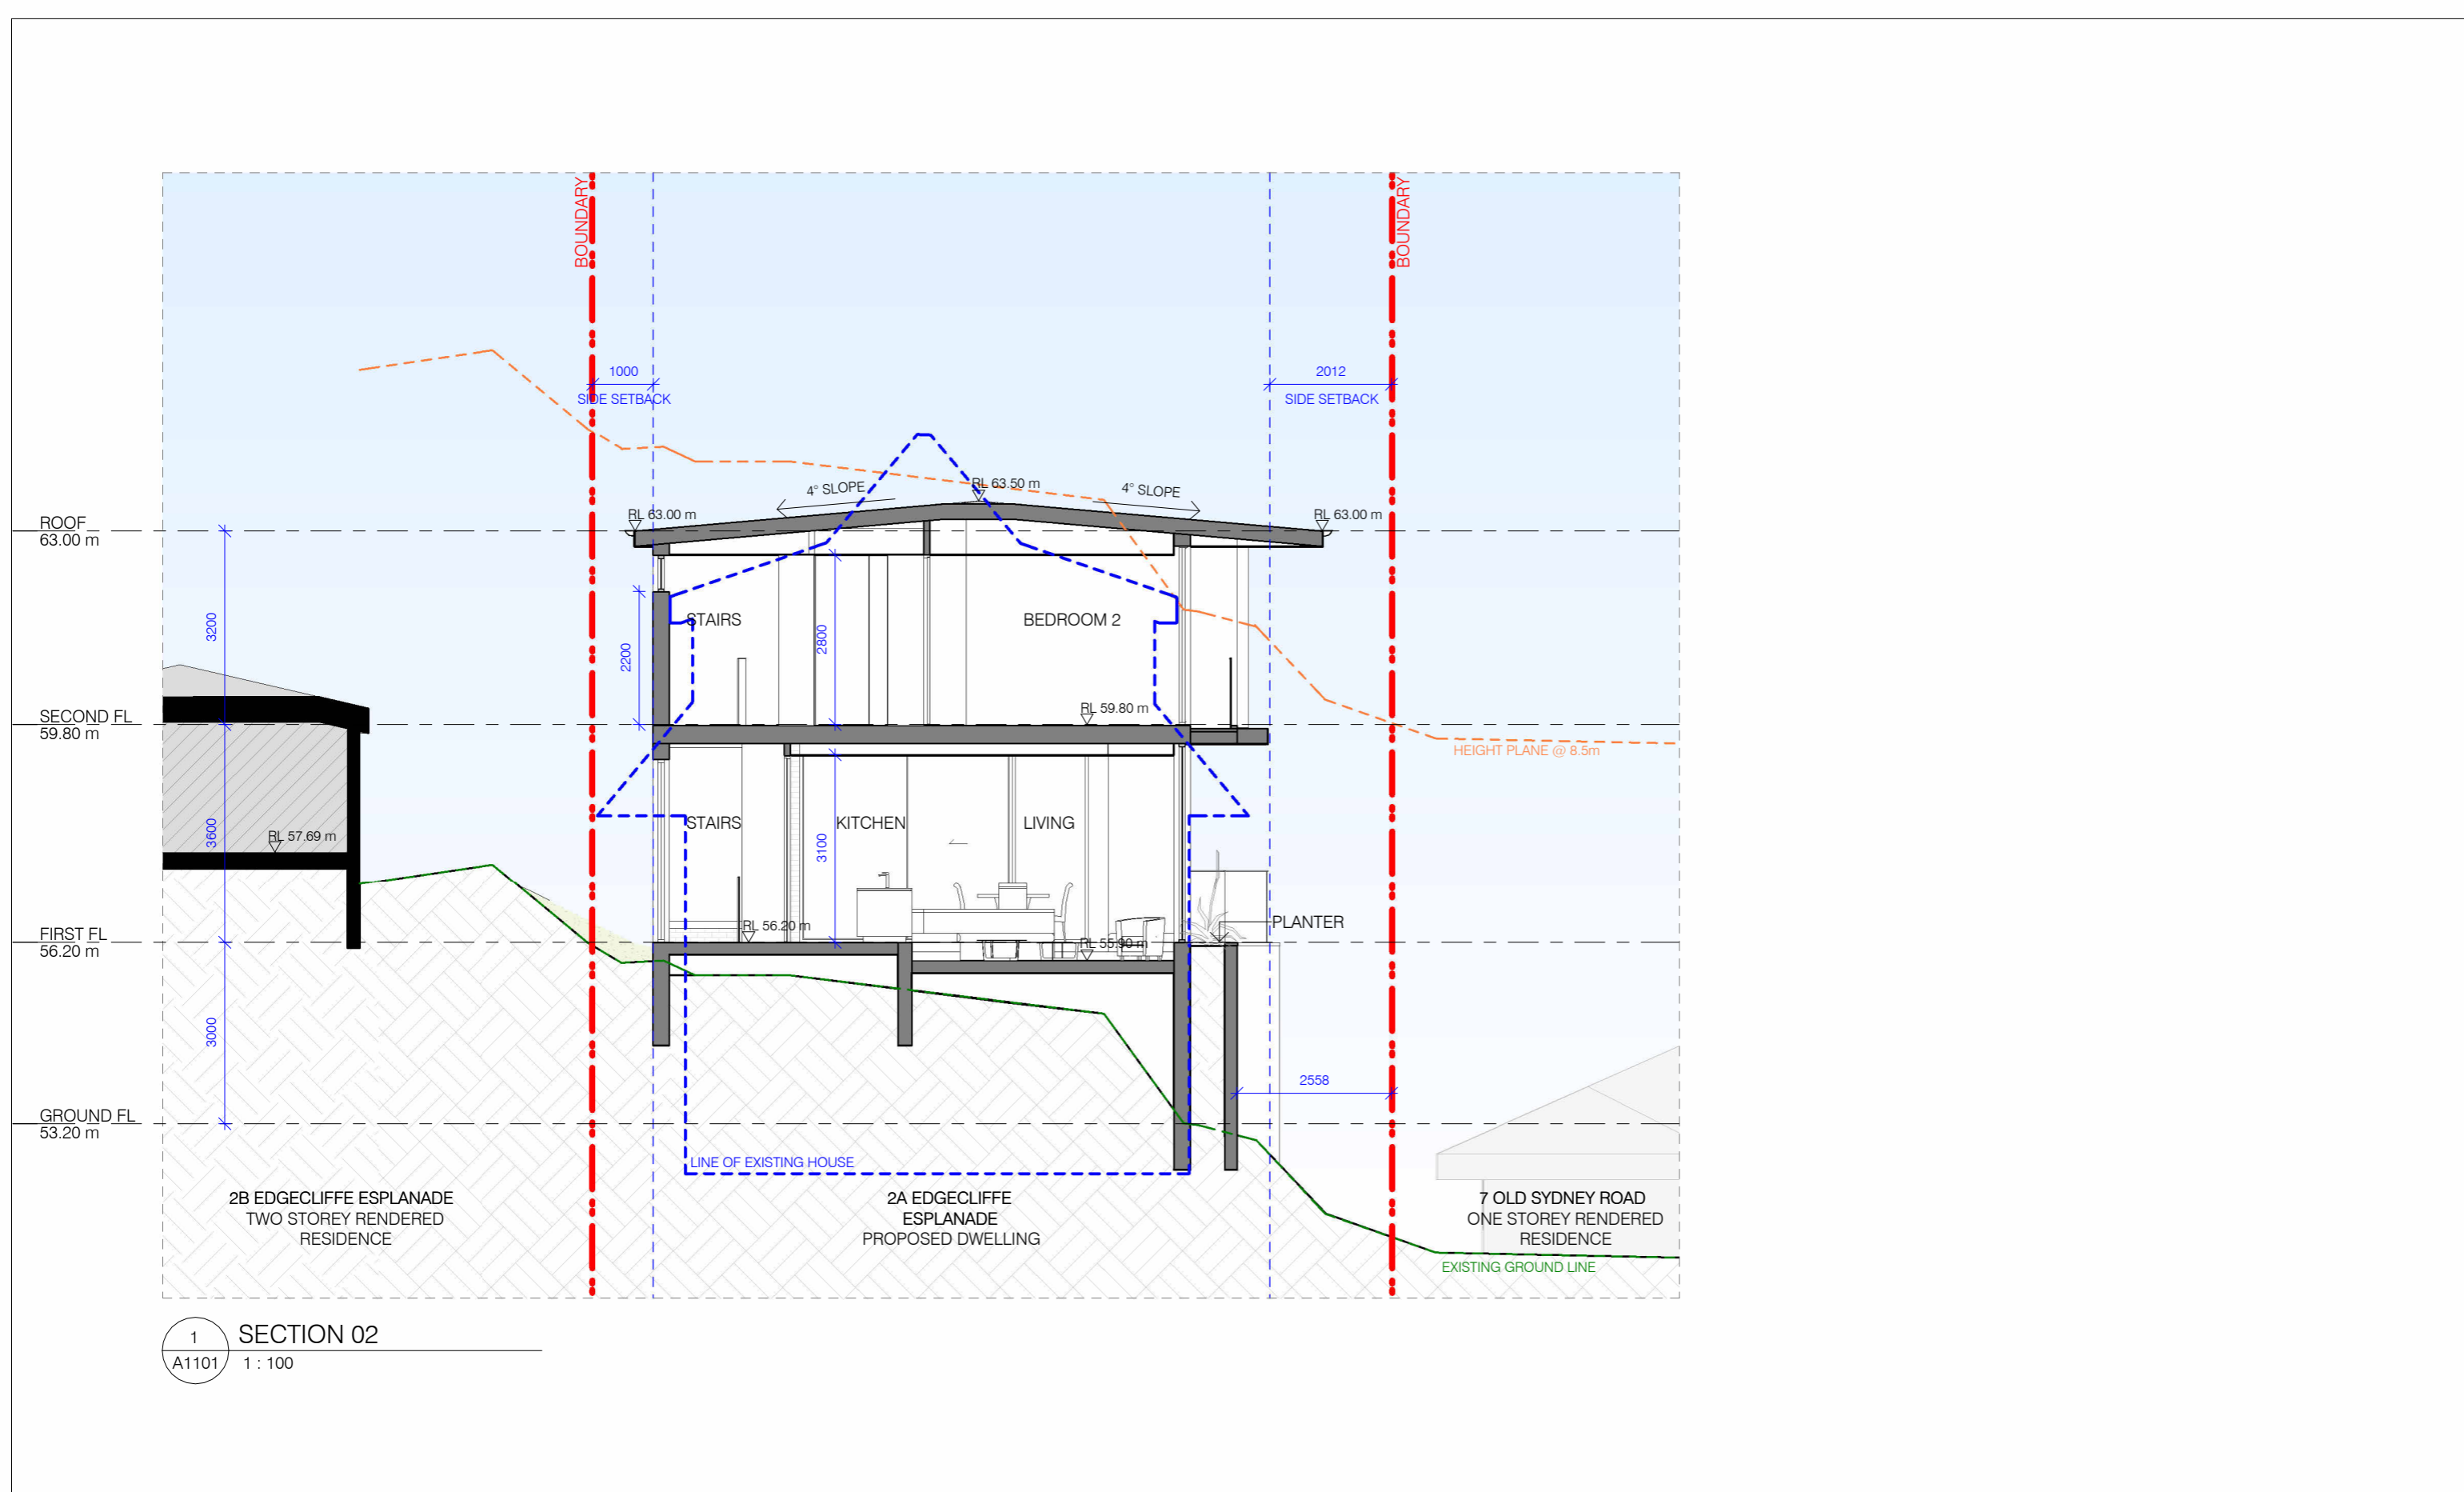 BOUNDARY
BOUNDARY
1000
SIDE SETBACK
2012
SIDE SETBACK
4° SLOPE
RL 63.50 m
4° SLOPE
RL 63.00 m
RL 63.00 m
ROOF
63.00 m
3200
2200
STAIRS
2800
BEDROOM 2
SECOND FL
59.80 m
RL 59.80 m
HEIGHT PLANE @ 8.5m
3600
RL 57.69 m
STAIRS
KITCHEN
LIVING
3100
RL 56.20 m
RL 55.90 m
PLANTER
FIRST FL
56.20 m
3000
2558
GROUND FL
53.20 m
LINE OF EXISTING HOUSE
2B EDGECLIFFE ESPLANADE
TWO STOREY RENDERED
RESIDENCE
2A EDGECLIFFE
ESPLANADE
PROPOSED DWELLING
7 OLD SYDNEY ROAD
ONE STOREY RENDERED
RESIDENCE
EXISTING GROUND LINE
1
A1101
SECTION 02
1 : 100